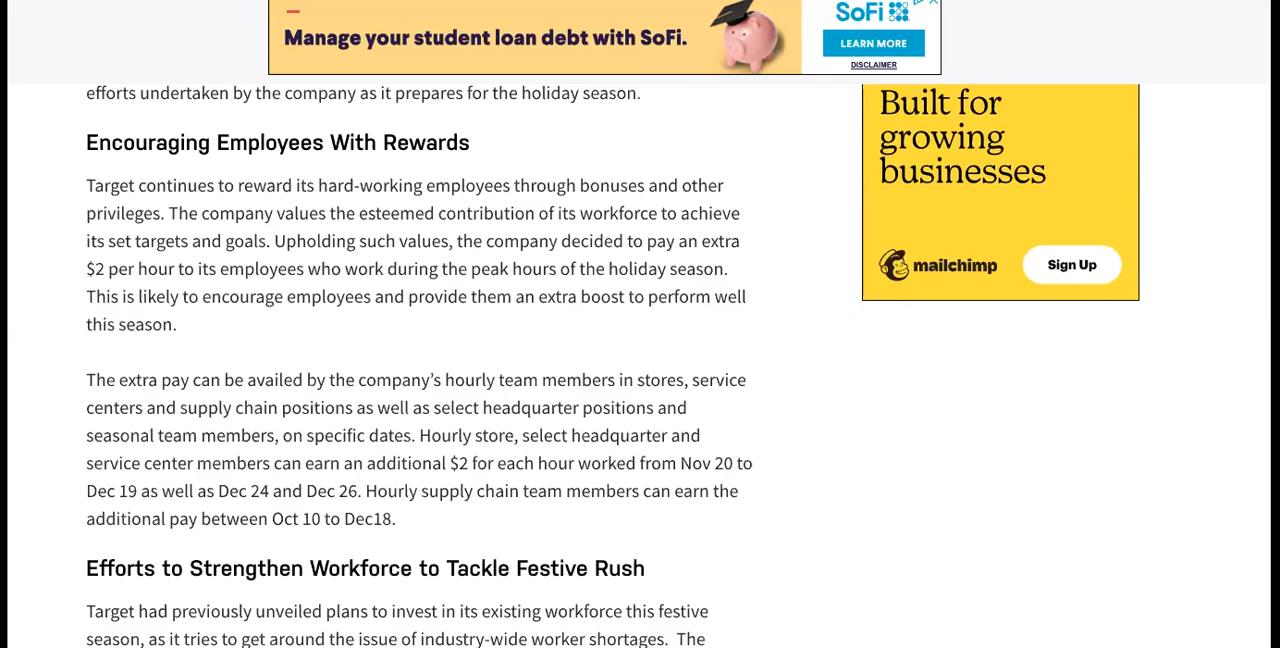 Manage your student loan debt with SoFi.
SoFi
LEARN MORE
DISCLAIMER
efforts undertaken by the company as it prepares for the holiday season.
Encouraging Employees With Rewards
Target continues to reward its hard-working employees through bonuses and other
privileges. The company values the esteemed contribution of its workforce to achieve
its set targets and goals. Upholding such values, the company decided to pay an extra
$2 per hour to its employees who work during the peak hours of the holiday season.
This is likely to encourage employees and provide them an extra boost to perform well
this season.
The extra pay can be availed by the company’s hourly team members in stores, service
centers and supply chain positions as well as select headquarter positions and
seasonal team members, on specific dates. Hourly store, select headquarter and
service center members can earn an additional $2 for each hour worked from Nov 20 to
Dec 19 as well as Dec 24 and Dec 26. Hourly supply chain team members can earn the
additional pay between Oct 10 to Dec18.
Efforts to Strengthen Workforce to Tackle Festive Rush
Target had previously unveiled plans to invest in its existing workforce this festive
season, as it tries to get around the issue of industry-wide worker shortages.  The
Built for
growing
businesses
mailchimp
Sign Up